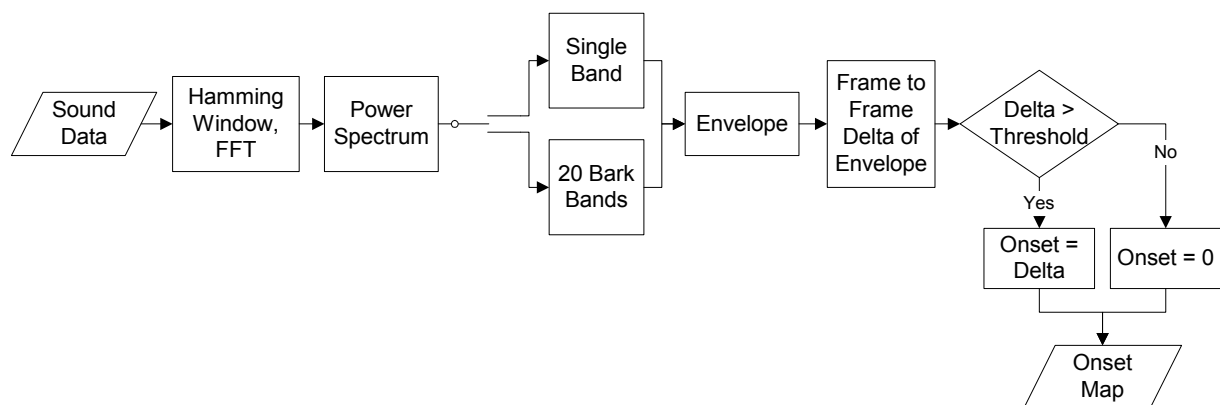 Sound
Data
Hamming
Window,
FFT
Power
Spectrum
Single
Band
20 Bark
Bands
Envelope
Frame to
Frame
Delta of
Envelope
Delta >
Threshold
Yes
No
Onset =
Delta
Onset = 0
Onset
Map